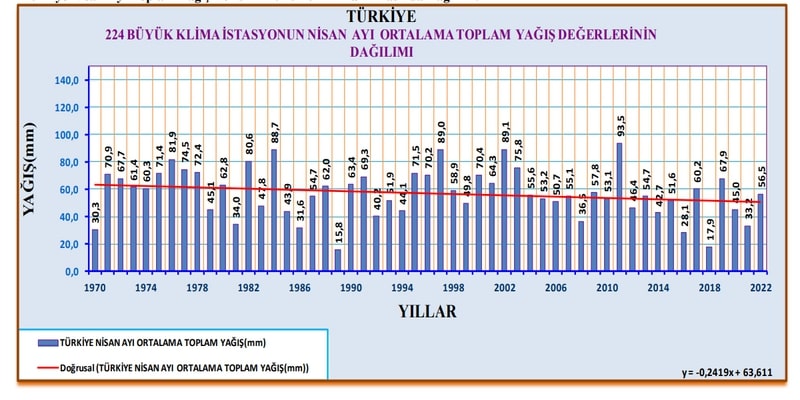 TÜRKİYE
224 BÜYÜK KLİMA İSTASYONUN NİSAN AYI ORTALAMA TOPLAM YAĞIŞ DEĞERLERİNİN
DAĞILIMI
YAĞIŞ(mm)
140,0
120,0
100,0
80,0
60,0
40,0
20,0
0,0
30,3 70,9 67,7 61,4 60,3 71,4 81,9 74,5 72,4 45,1 62,8 34,0 80,6 47,8 88,7 43,9 31,6 54,7 62,0 15,8 63,4 69,3 40,2 51,9 44,1 71,5 70,2 89,0 58,9 49,8 70,4 64,3 89,1 75,8 55,6 53,2 50,7 55,1 36,5 57,8 53,1 93,5 46,4 54,7 42,7 51,6 28,1 60,2 17,9 67,9 45,0 33,2 56,5
1970 1974 1978 1982 1986 1990 1994 1998 2002 2006 2010 2014 2018 2022
YILLAR
TÜRKİYE NİSAN AYI ORTALAMA TOPLAM YAĞIŞ(mm)
Doğrusal (TÜRKİYE NİSAN AYI ORTALAMA TOPLAM YAĞIŞ(mm))
y = -0,2419x + 63,611